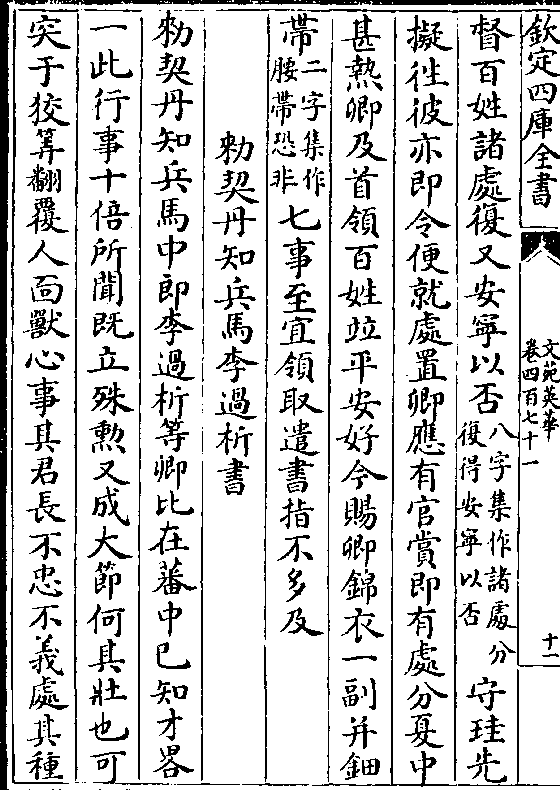 欽定四庫全書
文苑英華
卷四百七十一
十一
督百姓諸處復又安寧以否八字集作諸處分復得安寧以否守珪先
擬徃彼亦即令便就處置卿應有官賞即有處分夏中
甚熱卿及首領百姓竝平安好今賜卿錦衣一副并鈿
帶二字集作腰帶恐非七事至宜領取遣書指不多及
勅契丹知兵馬李過折書
勅契丹知兵馬中郎李過折等卿比在蕃中已知才畧
一此行事十倍所聞既立殊勲又成大節何其壯也可
突于狡筭翻覆人面獸心事其君長不忠不義處其種